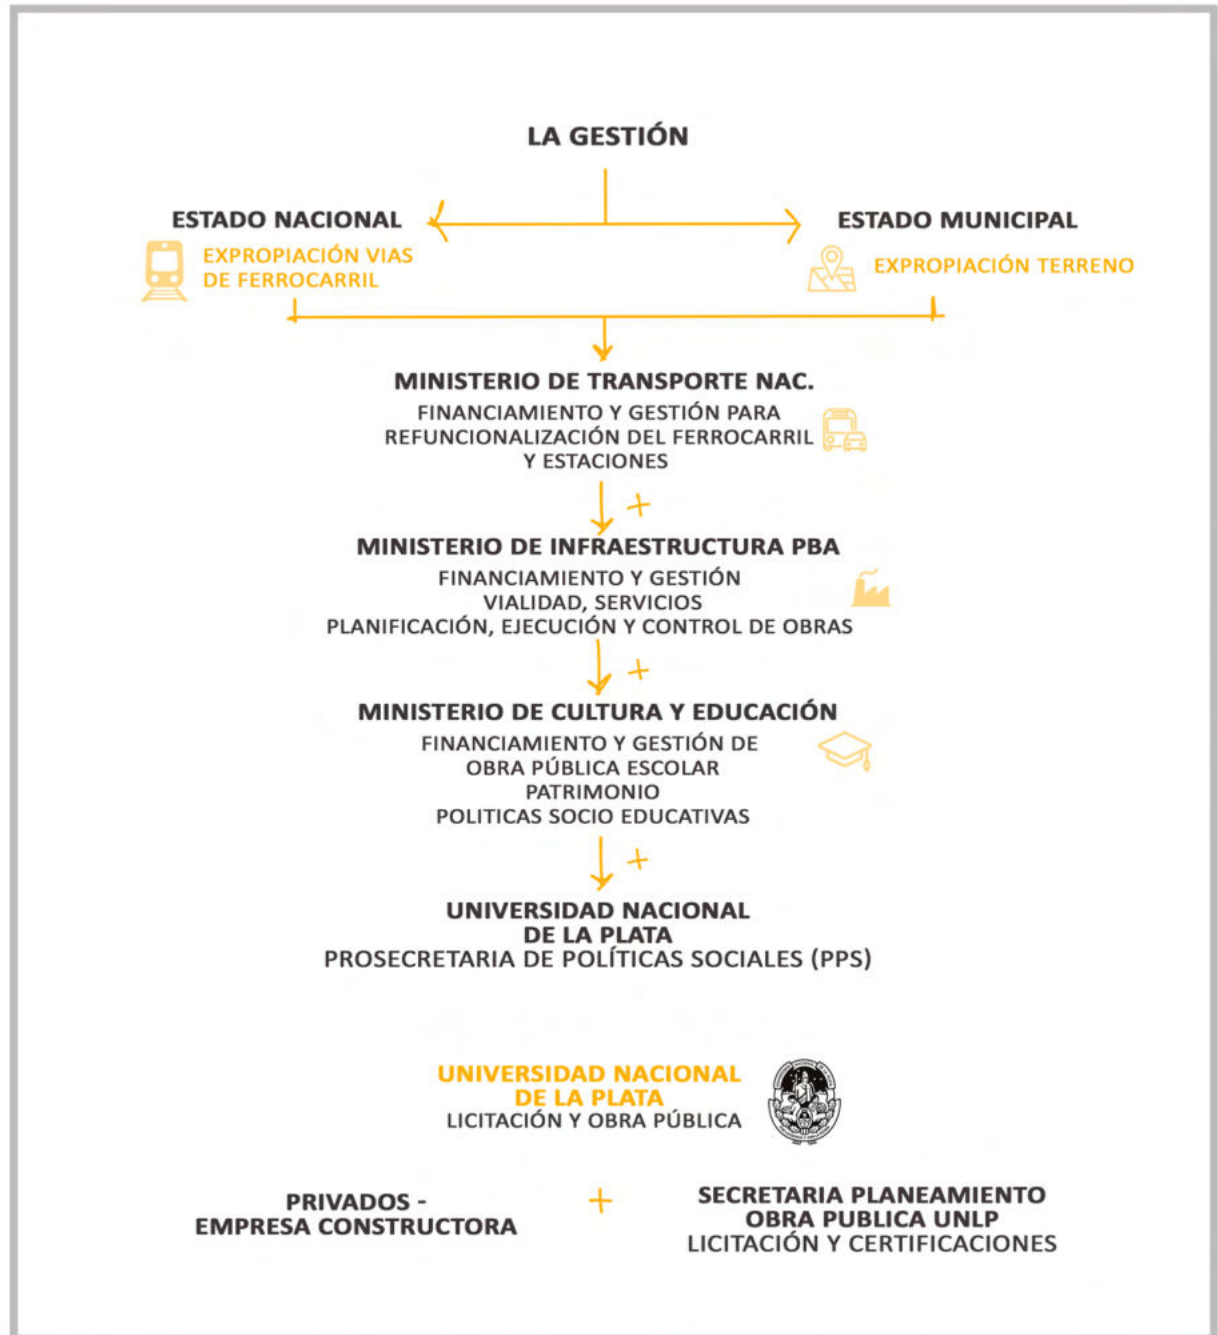 LA GESTIÓN
ESTADO NACIONAL
EXPROPIACIÓN VIAS
DE FERROCARRIL
ESTADO MUNICIPAL
EXPROPIACIÓN TERRENO
MINISTERIO DE TRANSPORTE NAC.
FINANCIAMIENTO Y GESTIÓN PARA
REFUNCIONALIZACIÓN DEL FERROCARRIL
Y ESTACIONES
+
MINISTERIO DE INFRAESTRUCTURA PBA
FINANCIAMIENTO Y GESTIÓN
VIALIDAD, SERVICIOS
PLANIFICACIÓN, EJECUCIÓN Y CONTROL DE OBRAS
+
MINISTERIO DE CULTURA Y EDUCACIÓN
FINANCIAMIENTO Y GESTIÓN DE
OBRA PÚBLICA ESCOLAR
PATRIMONIO
POLITICAS SOCIO EDUCATIVAS
+
UNIVERSIDAD NACIONAL
DE LA PLATA
PROSECRETARIA DE POLÍTICAS SOCIALES (PPS)
UNIVERSIDAD NACIONAL
DE LA PLATA
LICITACIÓN Y OBRA PÚBLICA
PRIVADOS -
EMPRESA CONSTRUCTORA
+
SECRETARIA PLANEAMIENTO
OBRA PUBLICA UNLP
LICITACIÓN Y CERTIFICACIONES